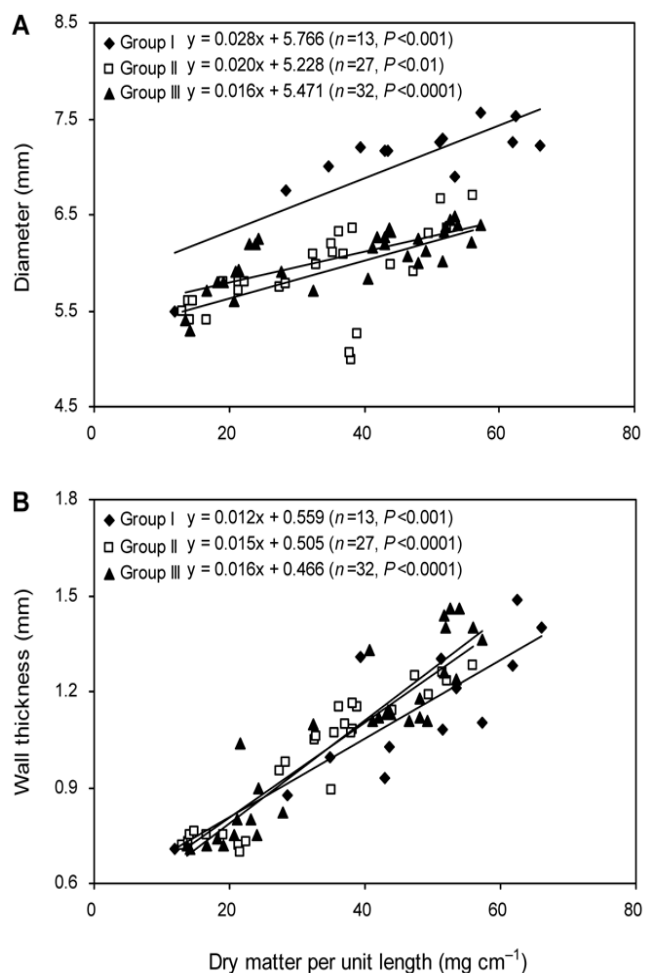 A
8.5
◆ Group I y = 0.028x + 5.766 (n=13, P<0.001)
□ Group II y = 0.020x + 5.228 (n=27, P<0.01)
▲ Group III y = 0.016x + 5.471 (n=32, P<0.0001)
7.5
Diameter (mm)
6.5
5.5
4.5
0 20 40 60 80
B
1.8
◆ Group I y = 0.012x + 0.559 (n=13, P<0.001)
□ Group II y = 0.015x + 0.505 (n=27, P<0.0001)
▲ Group III y = 0.016x + 0.466 (n=32, P<0.0001)
1.5
Wall thickness (mm)
1.2
0.9
0.6
0 20 40 60 80
Dry matter per unit length (mg cm⁻¹)